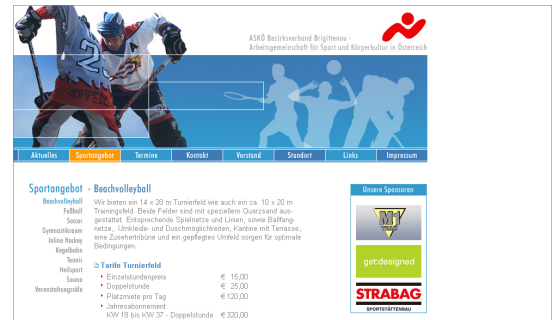 ASKÖ Bezirksverband Brigittenau -
Arbeitsgemeinschaft für Sport und Körperkultur in Österreich
Aktuelles Sportangebot Termine Kontakt Vorstand Standort Links Impressum
Sportangebot
Beachvolleyball
Fußball
Soccer
Gymnastikraum
Inline Hockey
Kegelbahn
Tennis
Heilsport
Sauna
Veranstaltungssäle
Beachvolleyball
Wir bieten ein 14 x 28 m Turnierfeld wie auch ein ca. 10 x 20 m
Trainingsfeld. Beide Felder sind mit speziellem Quarzsand aus-
gestattet. Entsprechende Spielnetze und Linien, sowie Ballfang-
netze,. Umkleide- und Duschmöglichkeiten, Kantine mit Terrasse,
eine Zusehertribüne und ein gepflegtes Umfeld sorgen für optimale
Bedingungen.
Tarife Turnierfeld
Einzelstundenpreis € 15,00
Doppelstunde € 25,00
Platzmiete pro Tag € 120,00
Jahresabonnement
KW 18 bis KW 37 - Doppelstunde € 320,00
Unsere Sponsoren
M1
get:designed
STRABAG
SPORTSTÄTTENBAU